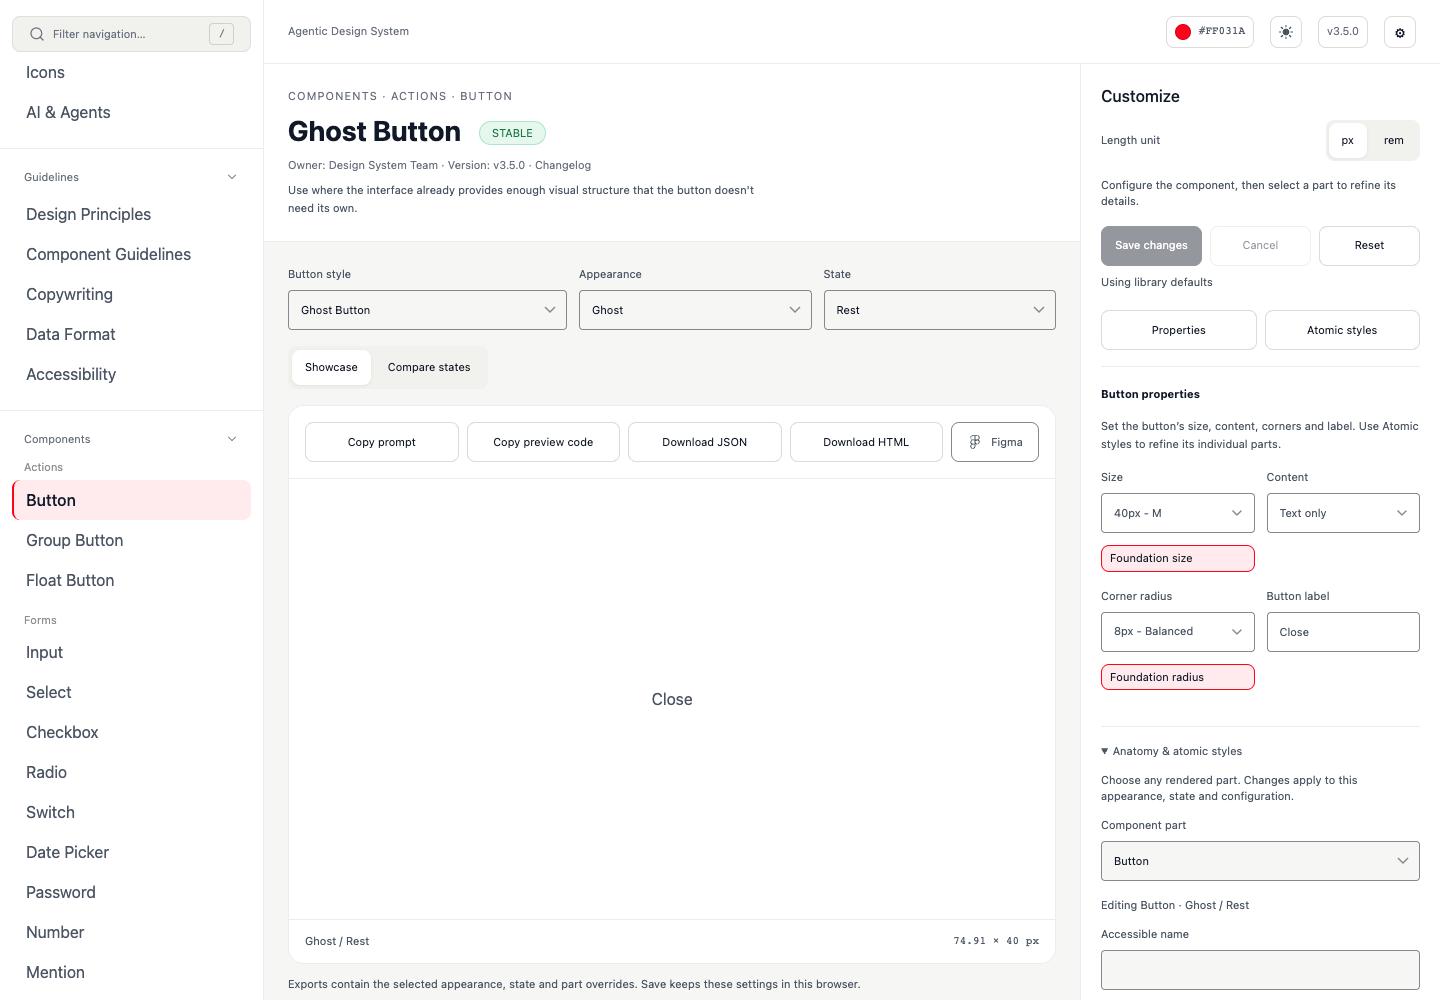 Filter navigation...
/
Icons
AI & Agents
Guidelines
Design Principles
Component Guidelines
Copywriting
Data Format
Accessibility
Components
Actions
Button
Group Button
Float Button
Forms
Input
Select
Checkbox
Radio
Switch
Date Picker
Password
Number
Mention
Agentic Design System
#FF031A
v3.5.0
COMPONENTS · ACTIONS · BUTTON
Ghost Button
STABLE
Owner: Design System Team · Version: v3.5.0 · Changelog
Use where the interface already provides enough visual structure that the button doesn't
need its own.
Button style
Appearance
State
Ghost Button
Ghost
Rest
Showcase
Compare states
Copy prompt
Copy preview code
Download JSON
Download HTML
Figma
Close
Ghost / Rest
74.91 × 40 px
Exports contain the selected appearance, state and part overrides. Save keeps these settings in this browser.
Customize
Length unit
px
rem
Configure the component, then select a part to refine its
details.
Save changes
Cancel
Reset
Using library defaults
Properties
Atomic styles
Button properties
Set the button's size, content, corners and label. Use Atomic
styles to refine its individual parts.
Size
Content
40px - M
Text only
Foundation size
Corner radius
Button label
8px - Balanced
Close
Foundation radius
▼ Anatomy & atomic styles
Choose any rendered part. Changes apply to this
appearance, state and configuration.
Component part
Button
Editing Button · Ghost / Rest
Accessible name